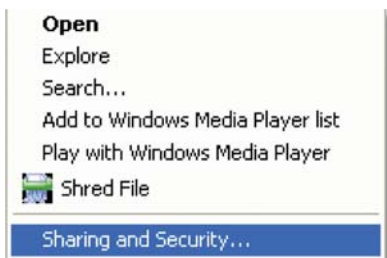 Open
Explore
Search...
Add to Windows Media Player list
Play with Windows Media Player
Shred File
Sharing and Security...